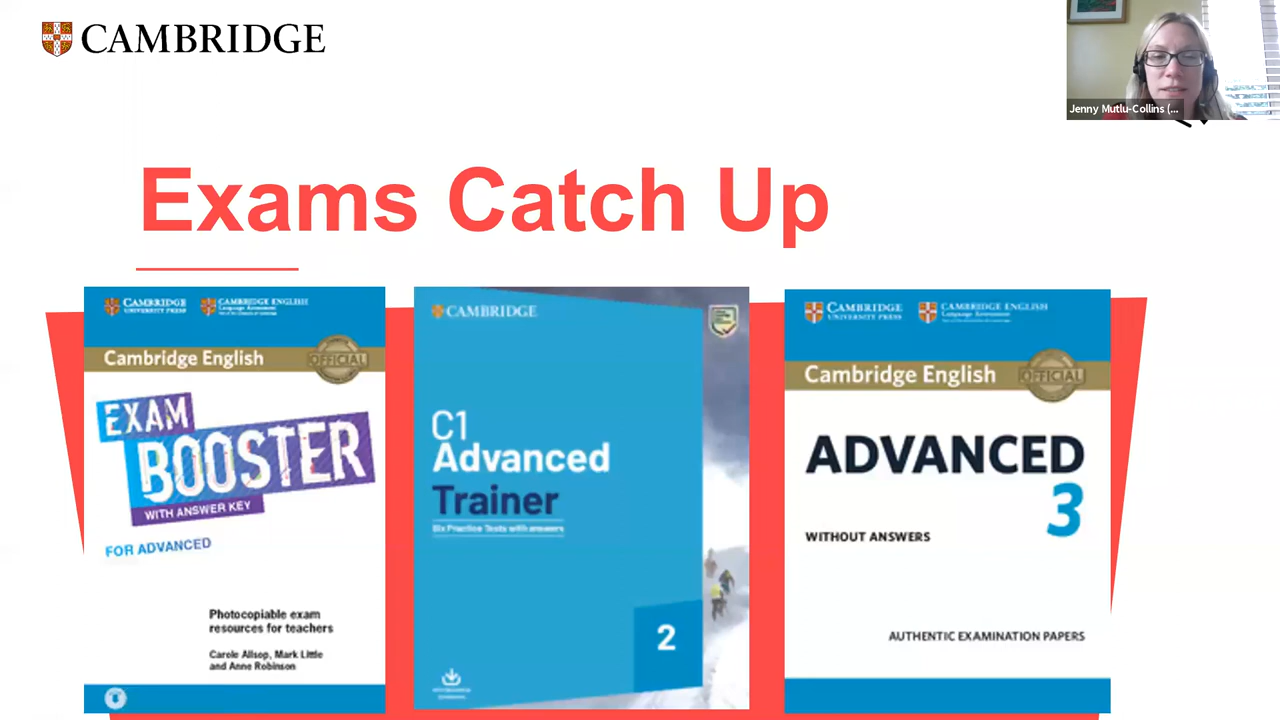 CAMBRIDGE
Jenny Mutlu-Collins (...
Exams Catch Up
CAMBRIDGE
UNIVERSITY PRESS
CAMBRIDGE ENGLISH
Language Assessment
Cambridge English
OFFICIAL
EXAM
BOOSTER
WITH ANSWER KEY
FOR ADVANCED
Photocopiable exam
resources for teachers
Carole Allsop, Mark Little
and Anne Robinson
CAMBRIDGE
C1
Advanced
Trainer
Six Practice Tests with answers
2
CAMBRIDGE
UNIVERSITY PRESS
CAMBRIDGE ENGLISH
Language Assessment
Cambridge English
OFFICIAL
ADVANCED
3
WITHOUT ANSWERS
AUTHENTIC EXAMINATION PAPERS